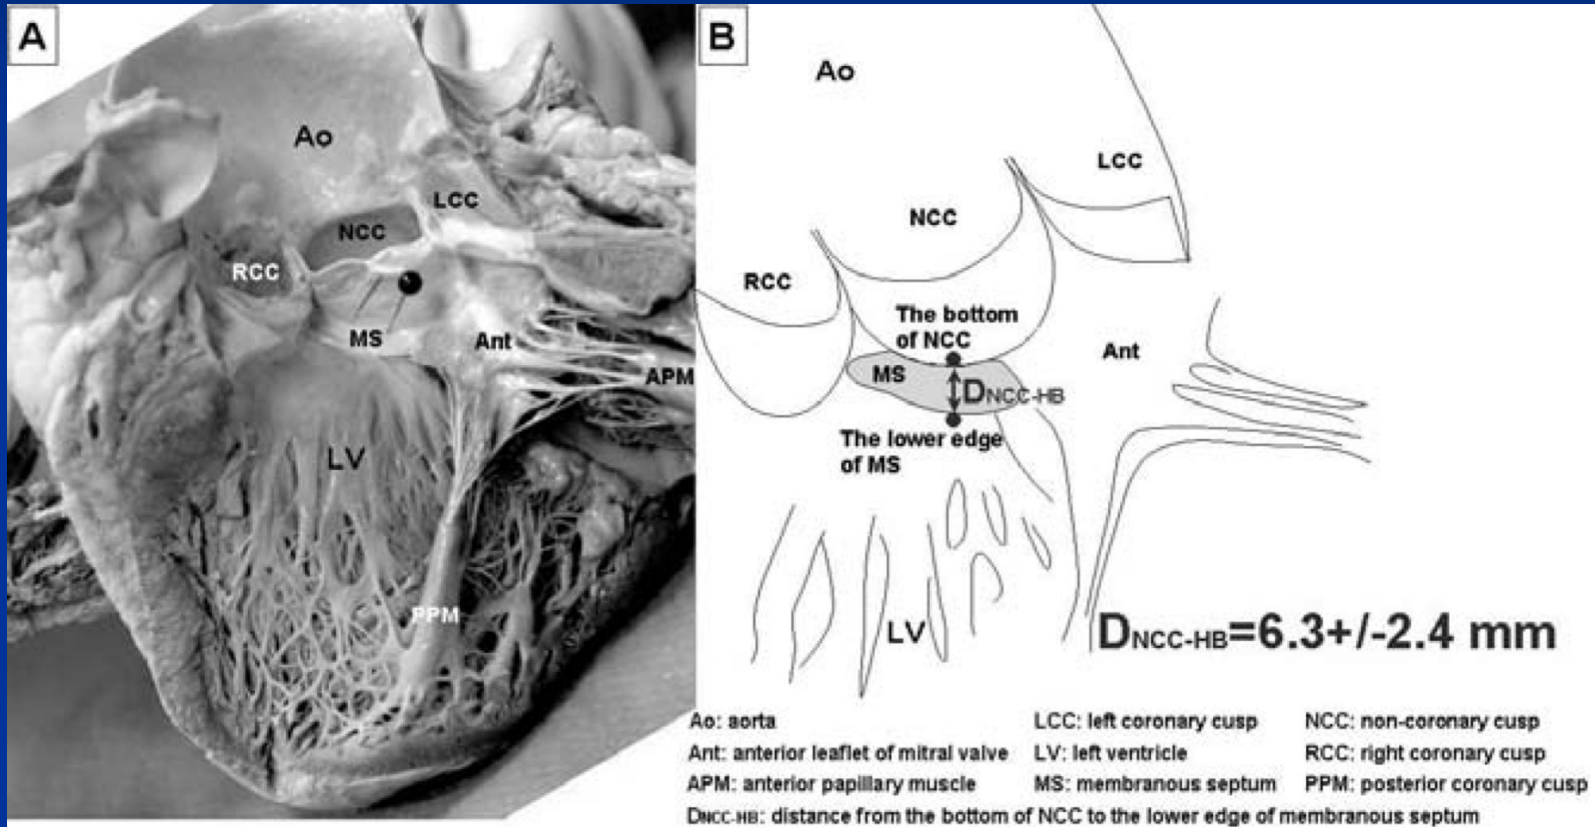 A
Ao
LCC
NCC
RCC
MS
Ant
APM
LV
PPM
B
Ao
LCC
NCC
RCC
The bottom
of NCC
Ant
MS
DNCC-HB
The lower edge
of MS
LV
DNCC-HB=6.3+/-2.4 mm
Ao: aorta LCC: left coronary cusp NCC: non-coronary cusp
Ant: anterior leaflet of mitral valve LV: left ventricle RCC: right coronary cusp
APM: anterior papillary muscle MS: membranous septum PPM: posterior coronary cusp
DNCC-HB: distance from the bottom of NCC to the lower edge of membranous septum